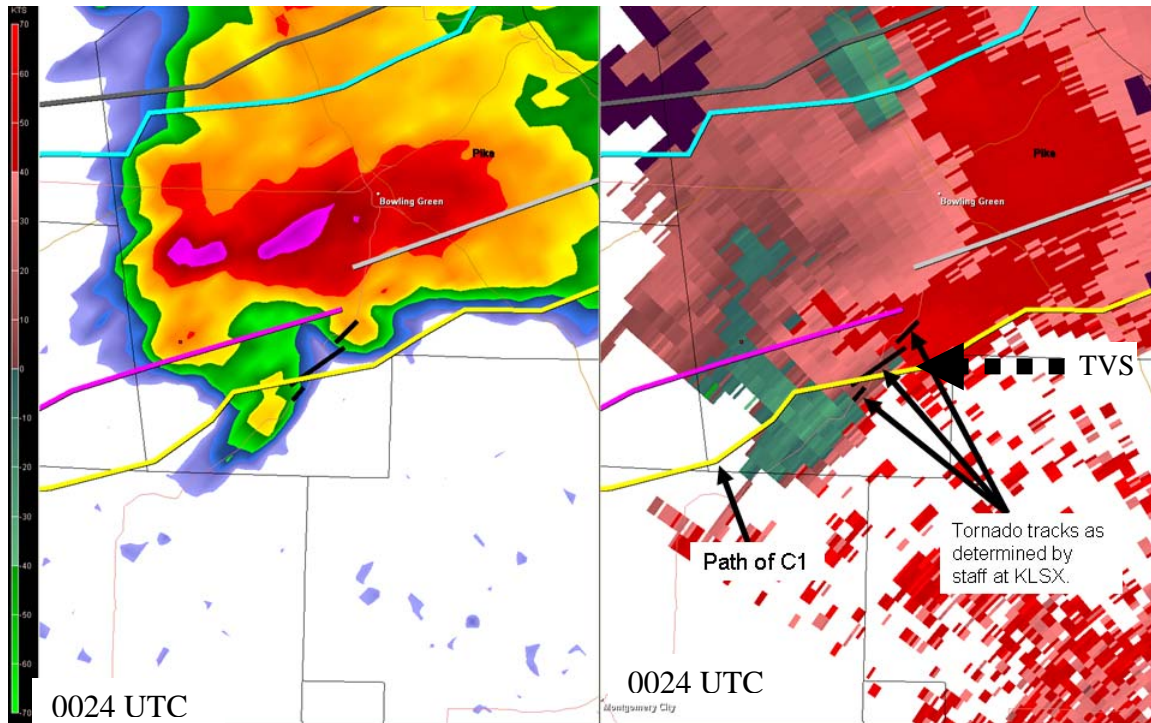 KTS
70
60
50
40
30
20
10
0
-10
-20
-30
-40
-50
-60
-70
Pike
Bowling Green
0024 UTC
Pike
Bowling Green
TVS
Path of C1
Tornado tracks as
determined by
staff at KLSX.
0024 UTC
Montgomery City